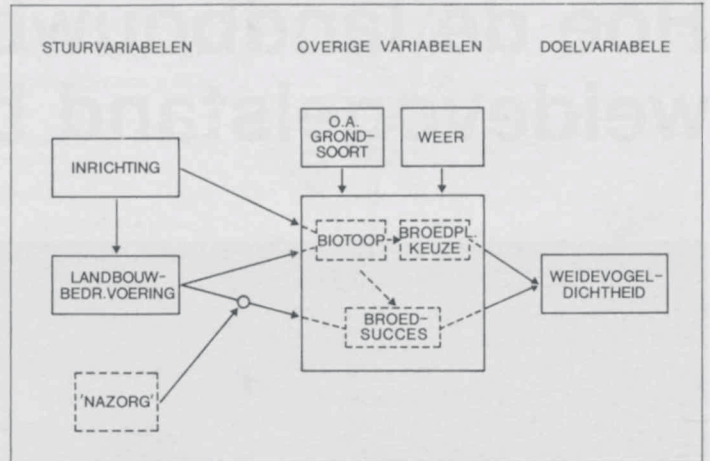 STUURVARIABELEN
OVERIGE VARIABELEN
DOELVARIABELE
O.A.
GROND-
SOORT
WEER
INRICHTING
BIOTOOP
BROEDPL.
KEUZE
LANDBOUW-
BEDR.VOERING
WEIDEVOGEL-
DICHTHEID
BROED-
SUCCES
'NAZORG'